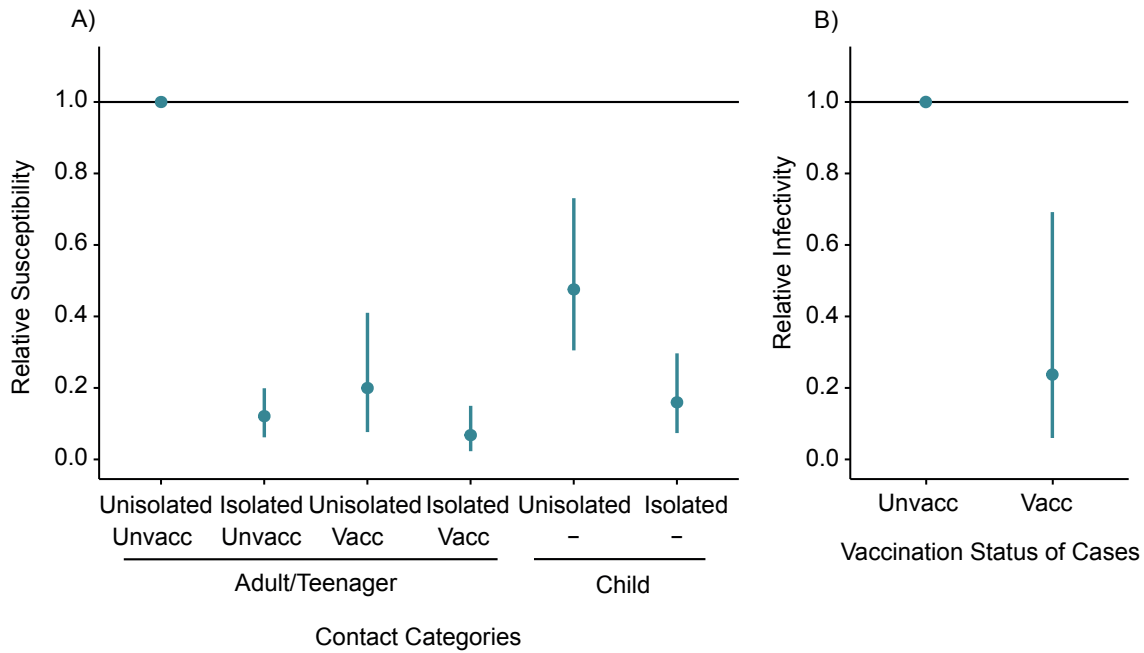 A)
Relative Susceptibility
1.0
0.8
0.6
0.4
0.2
0.0
Unisolated Isolated Unisolated Isolated Unisolated Isolated
Unvacc Unvacc Vacc Vacc – –
Adult/Teenager Child
Contact Categories
B)
Relative Infectivity
1.0
0.8
0.6
0.4
0.2
0.0
Unvacc Vacc
Vaccination Status of Cases